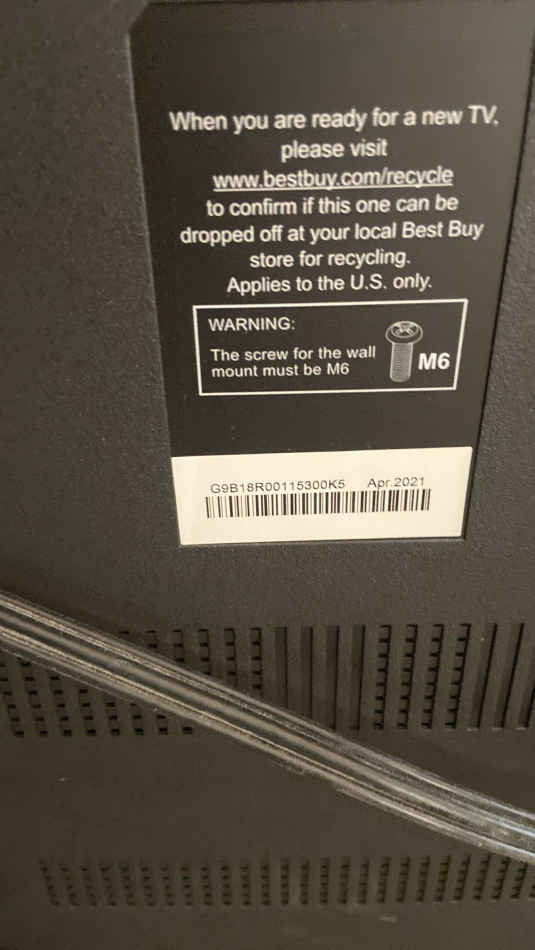 When you are ready for a new TV,
please visit
www.bestbuy.com/recycle
to confirm if this one can be
dropped off at your local Best Buy
store for recycling.
Applies to the U.S. only.
WARNING:
The screw for the wall
mount must be M6
M6
G9B18R00115300K5 Apr.2021